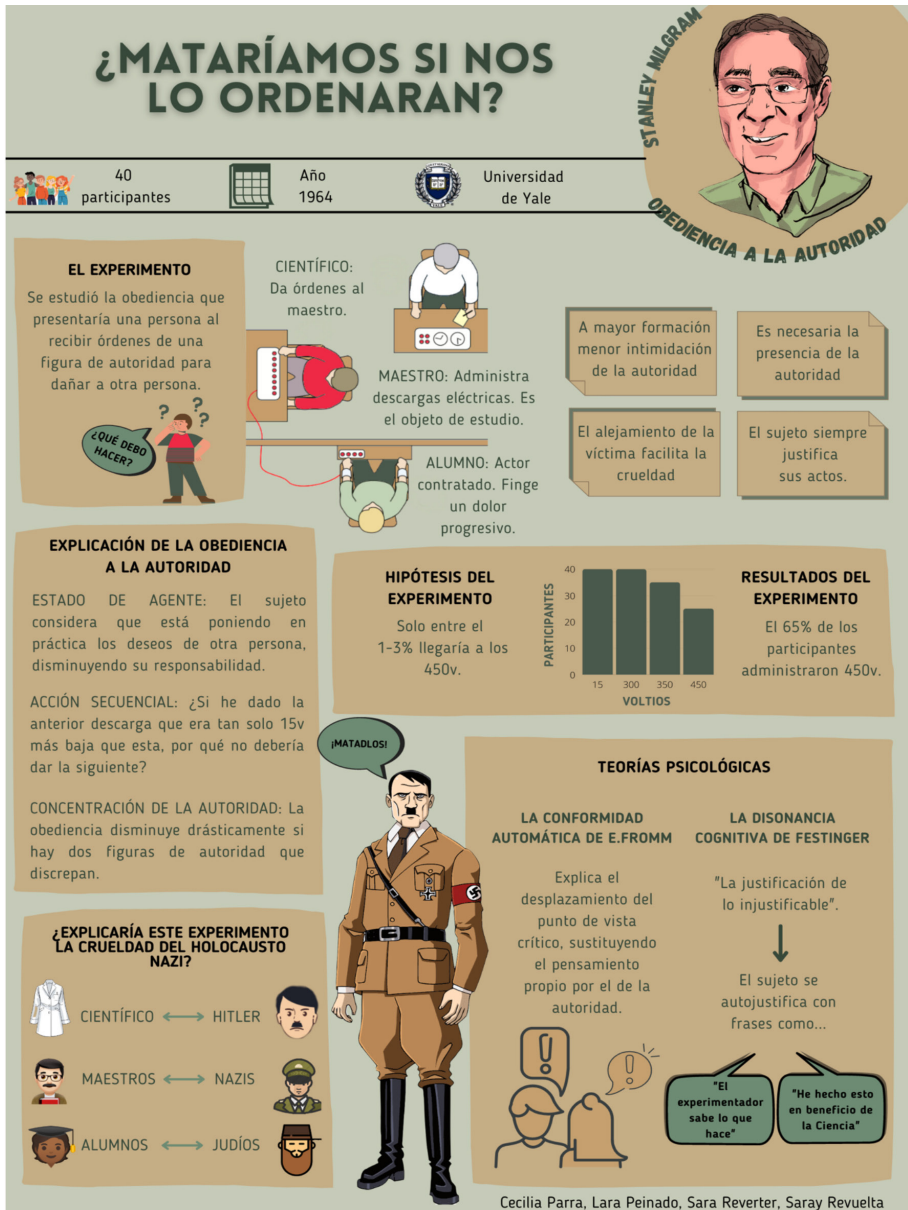 ¿MATARÍAMOS SI NOS
LO ORDENARAN?
STANLEY MILGRAM
OBEDIENCIA A LA AUTORIDAD
40
participantes
Año
1964
Universidad
de Yale
EL EXPERIMENTO
Se estudió la obediencia que
presentaría una persona al
recibir órdenes de una
figura de autoridad para
dañar a otra persona.
? ? ?
¿QUÉ DEBO
HACER?
CIENTÍFICO:
Da órdenes al
maestro.
MAESTRO: Administra
descargas eléctricas. Es
el objeto de estudio.
ALUMNO: Actor
contratado. Finge
un dolor
progresivo.
A mayor formación
menor intimidación
de la autoridad
Es necesaria la
presencia de la
autoridad
El alejamiento de la
víctima facilita la
crueldad
El sujeto siempre
justifica
sus actos.
EXPLICACIÓN DE LA OBEDIENCIA
A LA AUTORIDAD
ESTADO DE AGENTE: El sujeto
considera que está poniendo en
práctica los deseos de otra persona,
disminuyendo su responsabilidad.
ACCIÓN SECUENCIAL: ¿Si he dado la
anterior descarga que era tan solo 15v
más baja que esta, por qué no debería
dar la siguiente?
CONCENTRACIÓN DE LA AUTORIDAD: La
obediencia disminuye drásticamente si
hay dos figuras de autoridad que
discrepan.
HIPÓTESIS DEL
EXPERIMENTO
Solo entre el
1-3% llegaría a los
450v.
PARTICIPANTES
40
30
20
10
0
15 300 350 450
VOLTIOS
RESULTADOS DEL
EXPERIMENTO
El 65% de los
participantes
administraron 450v.
¡MATADLOS!
¿EXPLICARÍA ESTE EXPERIMENTO
LA CRUELDAD DEL HOLOCAUSTO
NAZI?
CIENTÍFICO ⟷ HITLER
MAESTROS ⟷ NAZIS
ALUMNOS ⟷ JUDÍOS
TEORÍAS PSICOLÓGICAS
LA CONFORMIDAD
AUTOMÁTICA DE E.FROMM
Explica el
desplazamiento del
punto de vista
crítico, sustituyendo
el pensamiento
propio por el de la
autoridad.
! !
LA DISONANCIA
COGNITIVA DE FESTINGER
"La justificación de
lo injustificable".
El sujeto se
autojustifica con
frases como...
"El
experimentador
sabe lo que
hace"
"He hecho esto
en beneficio de
la Ciencia"
Cecilia Parra, Lara Peinado, Sara Reverter, Saray Revuelta